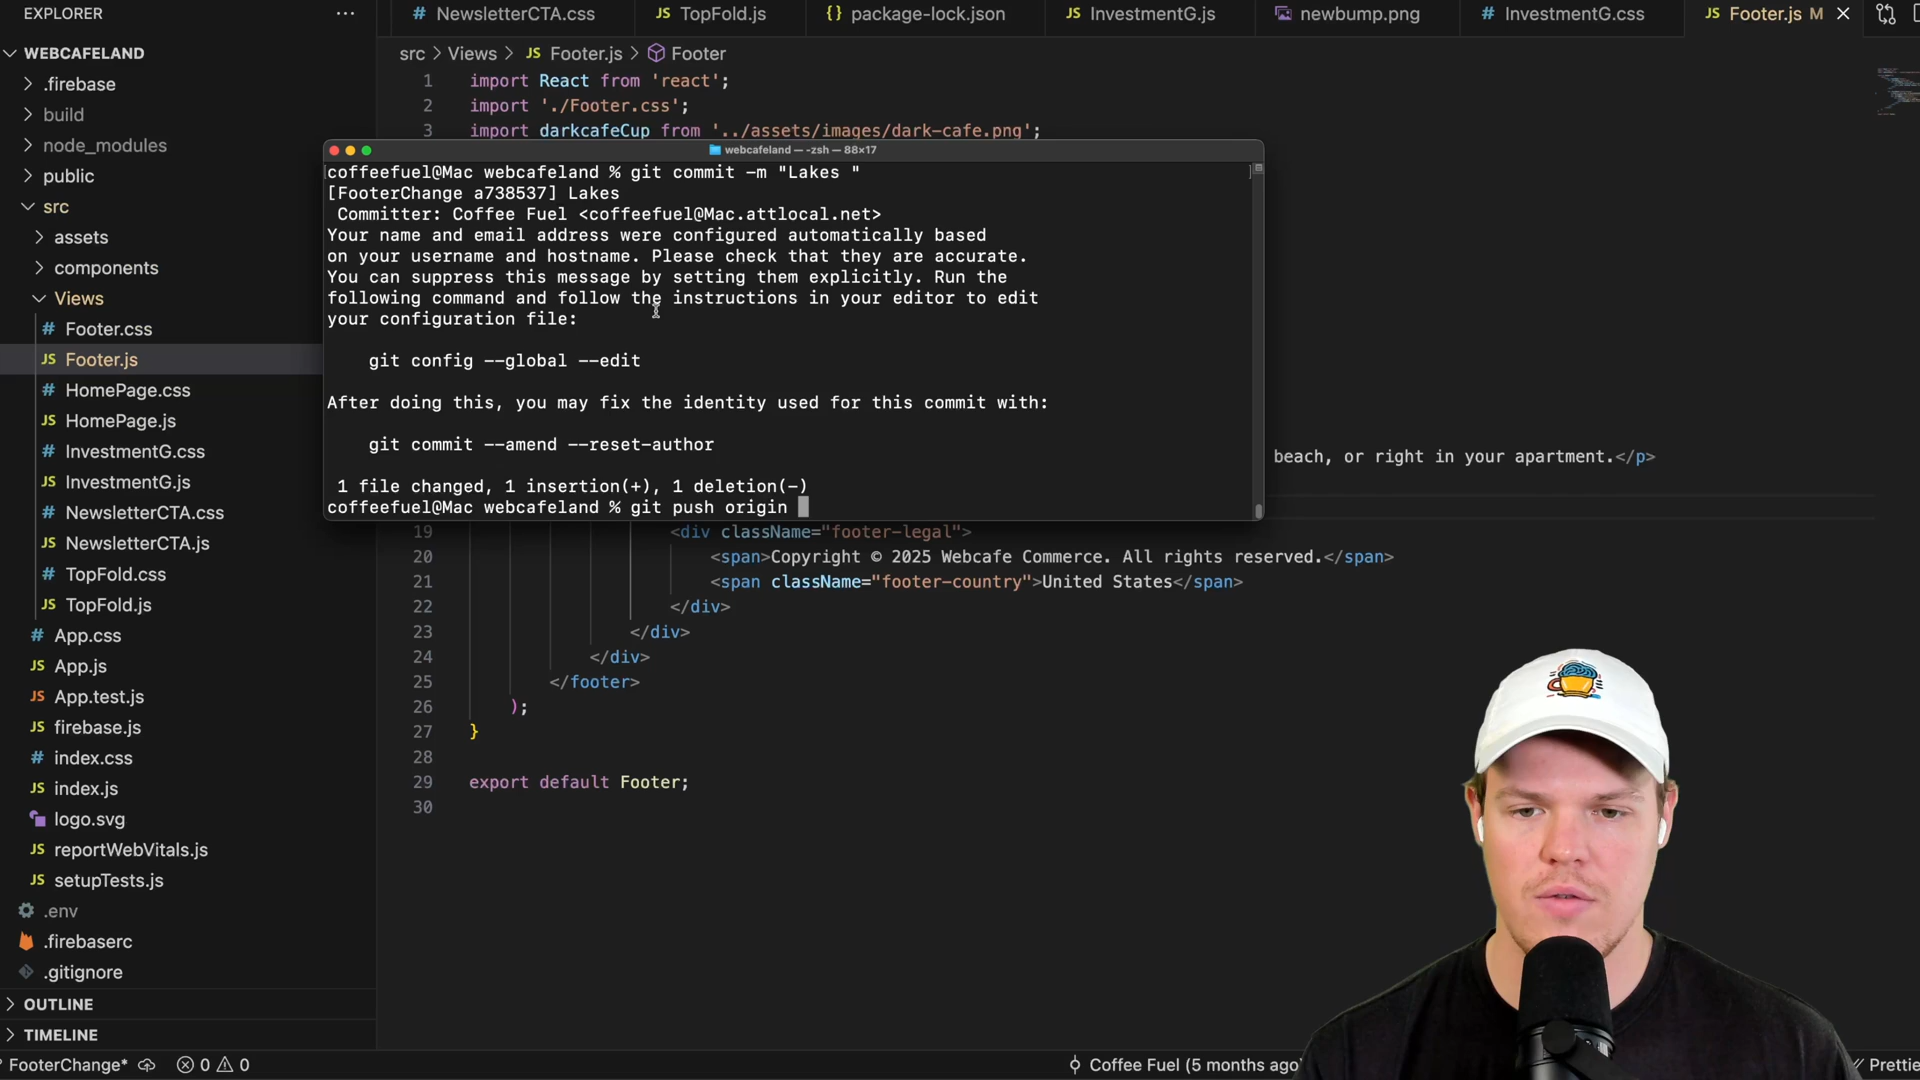 EXPLORER
WEBCAFELAND
.firebase
build
node_modules
public
src
assets
components
Views
Footer.css
Footer.js
HomePage.css
HomePage.js
InvestmentG.css
InvestmentG.js
NewsletterCTA.css
NewsletterCTA.js
TopFold.css
TopFold.js
App.css
App.js
App.test.js
firebase.js
index.css
index.js
logo.svg
reportWebVitals.js
setupTests.js
.env
.firebaserc
.gitignore
OUTLINE
TIMELINE
NewsletterCTA.css
TopFold.js
package-lock.json
InvestmentG.js
newbump.png
InvestmentG.css
Footer.js M
src > Views > JS Footer.js > Footer
1 import React from 'react';
2 import './Footer.css';
3 import darkcafeCup from '../assets/images/dark-cafe.png';
webcafeland — -zsh — 88×17
coffeefuel@Mac webcafeland % git commit -m "Lakes "
[FooterChange a738537] Lakes
Committer: Coffee Fuel <coffeefuel@Mac.attlocal.net>
Your name and email address were configured automatically based
on your username and hostname. Please check that they are accurate.
You can suppress this message by setting them explicitly. Run the
following command and follow the instructions in your editor to edit
your configuration file:
git config --global --edit
After doing this, you may fix the identity used for this commit with:
git commit --amend --reset-author
1 file changed, 1 insertion(+), 1 deletion(-)
coffeefuel@Mac webcafeland % git push origin
beach, or right in your apartment.</p>
19 <div className="footer-legal">
20 <span>Copyright © 2025 Webcafe Commerce. All rights reserved.</span>
21 <span className="footer-country">United States</span>
22 </div>
23 </div>
24 </div>
25 </footer>
26 );
27 }
28
29 export default Footer;
30
FooterChange* 0 0
Coffee Fuel (5 months ago)